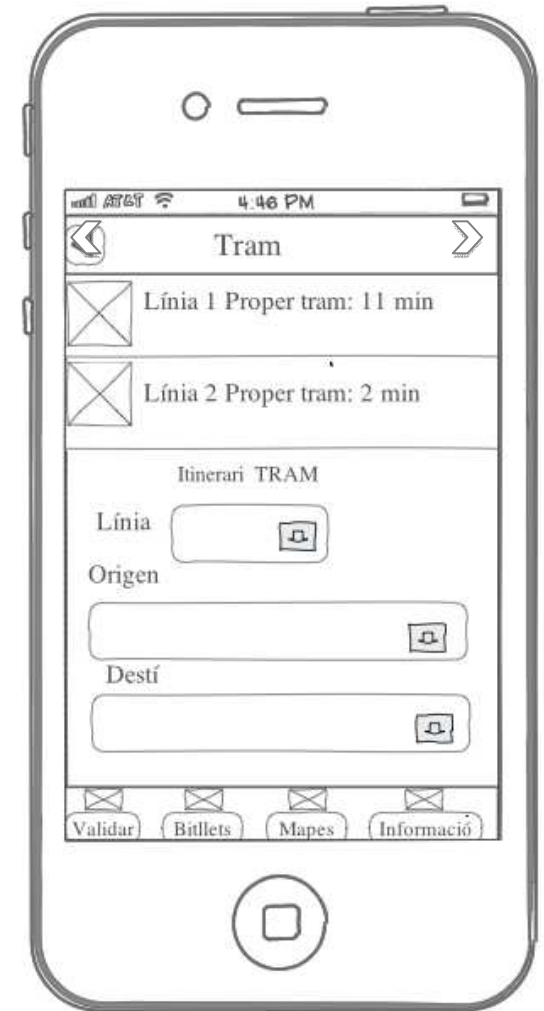 AT&T 4:46 PM
Tram
Línia 1 Proper tram: 11 min
Línia 2 Proper tram: 2 min
Itinerari TRAM
Línia
Origen
Destí
Validar Bitllets Mapes Informació